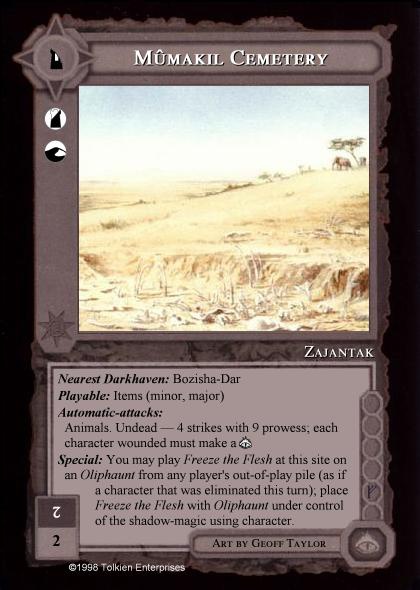 MÛMAKIL CEMETERY
ZAJANTAK
Nearest Darkhaven: Bozisha-Dar
Playable: Items (minor, major)
Automatic-attacks:
Animals. Undead — 4 strikes with 9 prowess; each
character wounded must make a
Special: You may play Freeze the Flesh at this site on
an Oliphaunt from any player's out-of-play pile (as if
a character that was eliminated this turn); place
Freeze the Flesh with Oliphaunt under control
of the shadow-magic using character.
2
2
ART BY GEOFF TAYLOR
©1998 Tolkien Enterprises